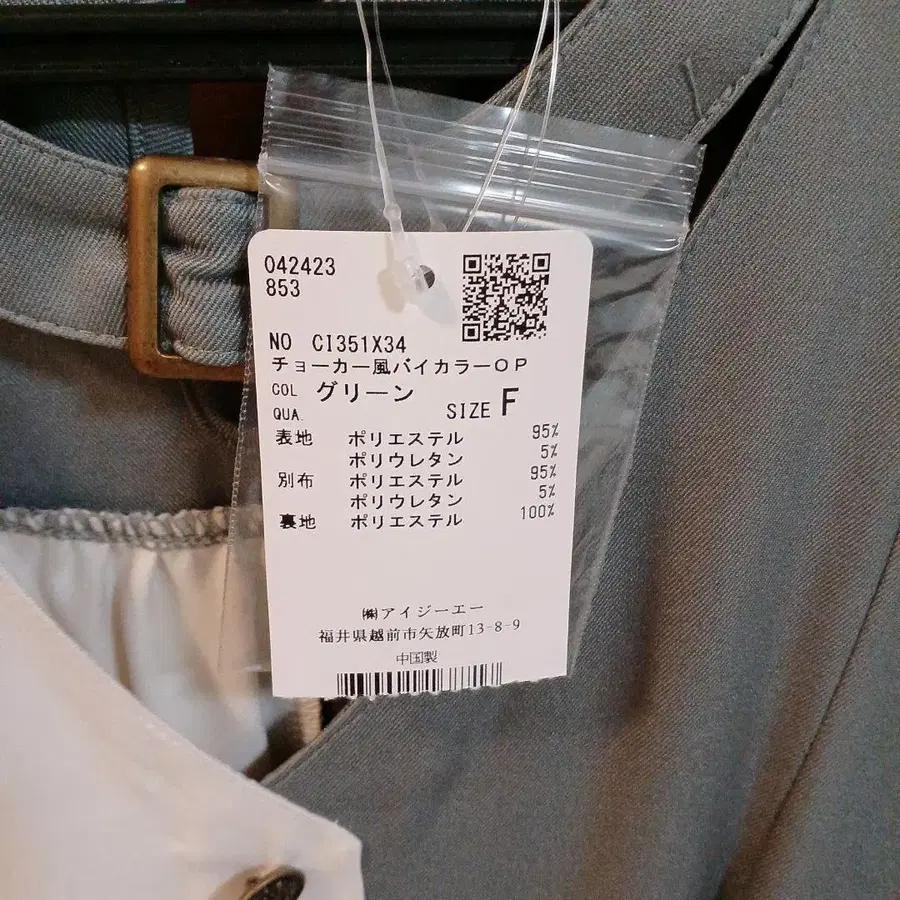 042423
853
NO CI351X34
チョーカー風バイカラーOP
COL グリーン
QUA. SIZE F
表地 ポリエステル 95%
ポリウレタン 5%
別布 ポリエステル 95%
ポリウレタン 5%
裏地 ポリエステル 100%
㈱アイジーエー
福井県越前市矢放町13-8-9
中国製